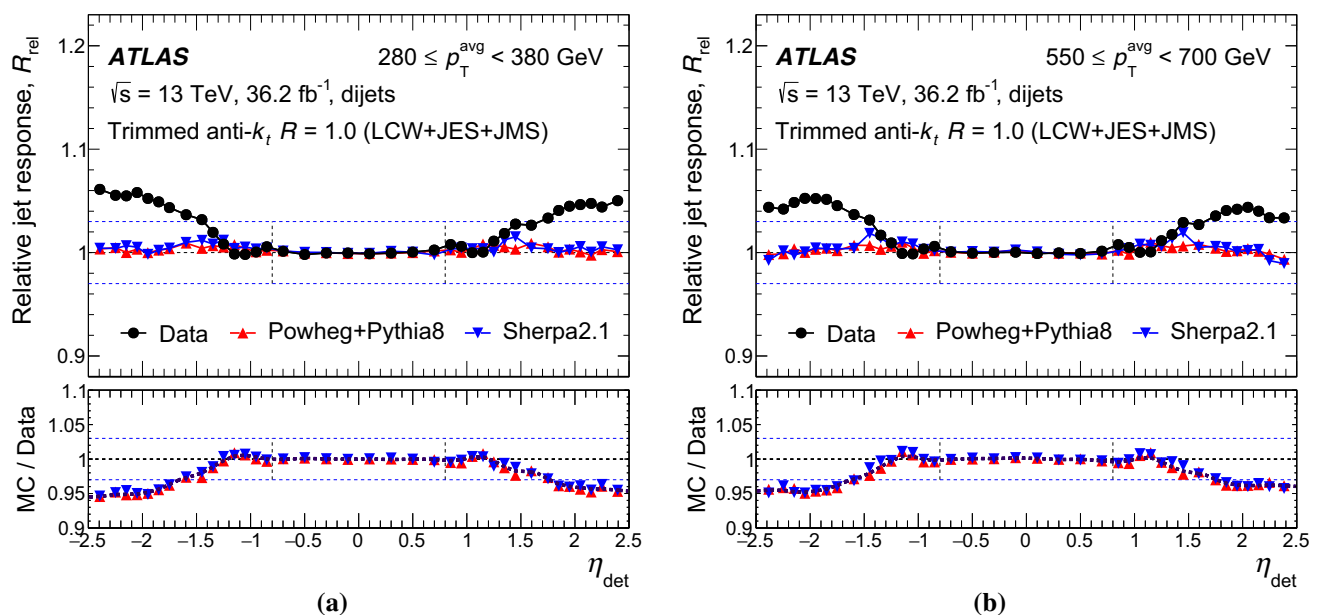 Relative jet response, R_rel
1.2
1.1
1
0.9
ATLAS 280 ≤ p_T^avg < 380 GeV
√s = 13 TeV, 36.2 fb⁻¹, dijets
Trimmed anti-k_t R = 1.0 (LCW+JES+JMS)
Data Powheg+Pythia8 Sherpa2.1
MC / Data
1.1
1.05
1
0.95
0.9
−2.5 −2 −1.5 −1 −0.5 0 0.5 1 1.5 2 2.5
η_det
(a)
Relative jet response, R_rel
1.2
1.1
1
0.9
ATLAS 550 ≤ p_T^avg < 700 GeV
√s = 13 TeV, 36.2 fb⁻¹, dijets
Trimmed anti-k_t R = 1.0 (LCW+JES+JMS)
Data Powheg+Pythia8 Sherpa2.1
MC / Data
1.1
1.05
1
0.95
0.9
−2.5 −2 −1.5 −1 −0.5 0 0.5 1 1.5 2 2.5
η_det
(b)